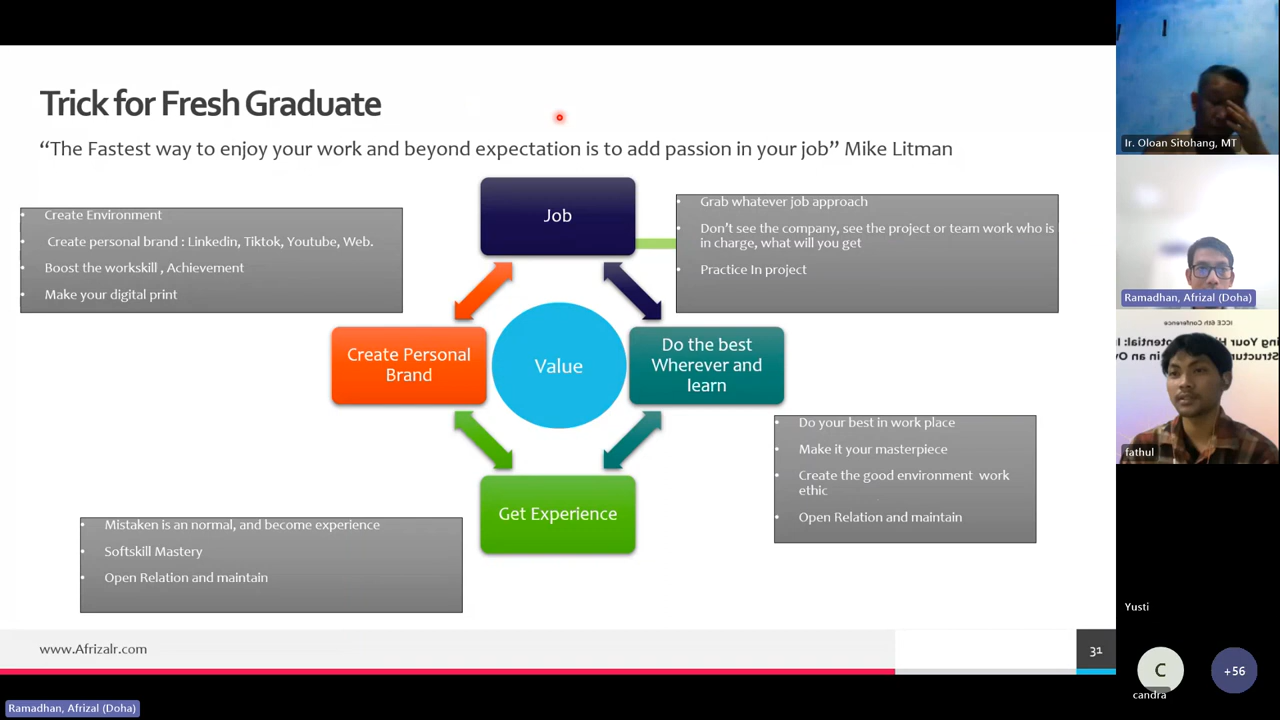 Trick for Fresh Graduate
“The Fastest way to enjoy your work and beyond expectation is to add passion in your job” Mike Litman
Create Environment
Create personal brand : Linkedin, Tiktok, Youtube, Web.
Boost the workskill , Achievement
Make your digital print
Job
Grab whatever job approach
Don’t see the company, see the project or team work who is
in charge, what will you get
Practice In project
Create Personal
Brand
Value
Do the best
Wherever and
learn
Do your best in work place
Make it your masterpiece
Create the good environment work
ethic
Open Relation and maintain
Get Experience
Mistaken is an normal, and become experience
Softskill Mastery
Open Relation and maintain
www.Afrizalr.com
31
Ramadhan, Afrizal (Doha)
Ir. Oloan Sitohang, MT
Ramadhan, Afrizal (Doha)
ICCE 6th Conference
fathul
Yusti
C
candra
+56